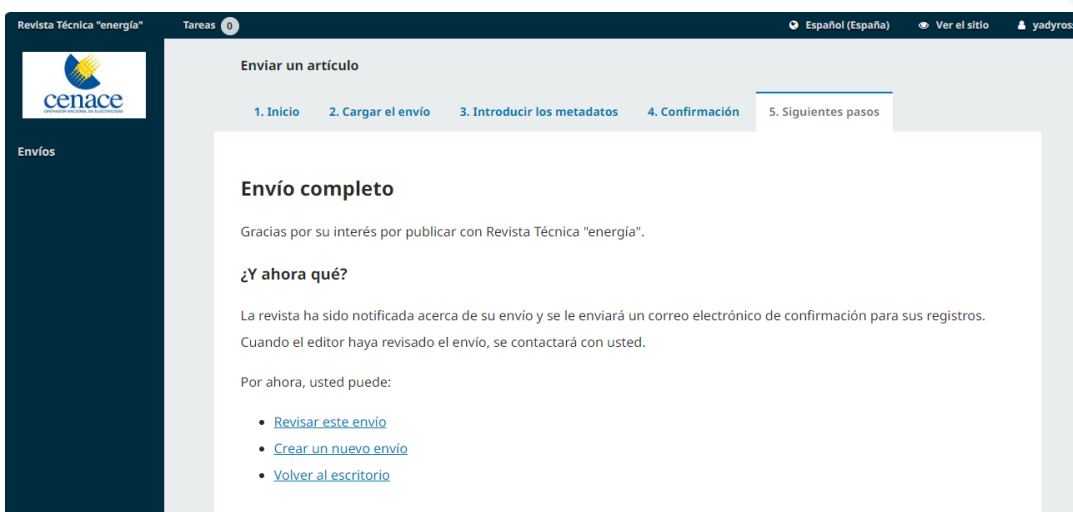 Revista Técnica "energía"
Tareas 0
Español (España)
Ver el sitio
yadyros
cenace
Enviar un artículo
1. Inicio
2. Cargar el envío
3. Introducir los metadatos
4. Confirmación
5. Siguientes pasos
Envíos
Envío completo
Gracias por su interés por publicar con Revista Técnica "energía".
¿Y ahora qué?
La revista ha sido notificada acerca de su envío y se le enviará un correo electrónico de confirmación para sus registros.
Cuando el editor haya revisado el envío, se contactará con usted.
Por ahora, usted puede:
Revisar este envío
Crear un nuevo envío
Volver al escritorio